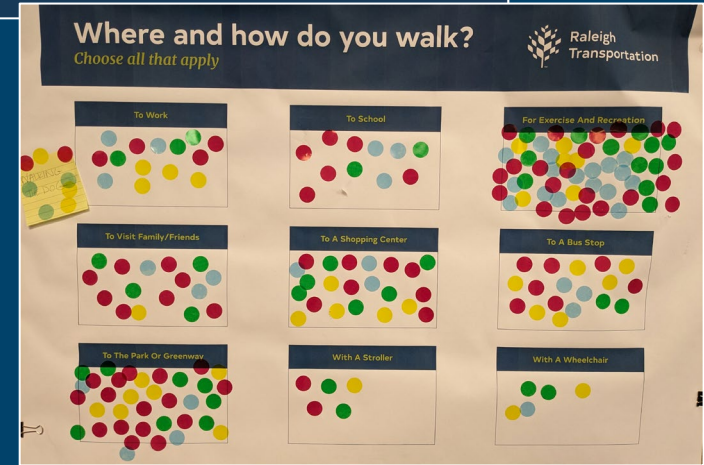 Where and how do you walk?
Choose all that apply
Raleigh
Transportation
To Work
To School
For Exercise And Recreation
To Visit Family/Friends
To A Shopping Center
To A Bus Stop
To The Park Or Greenway
With A Stroller
With A Wheelchair